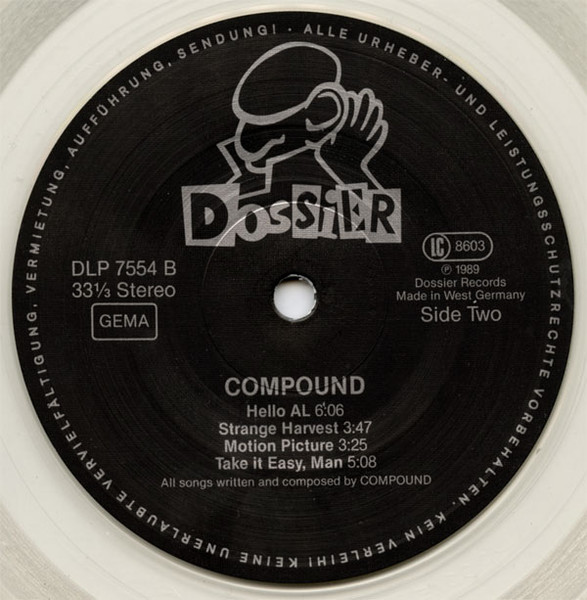 ALLE URHEBER- UND LEISTUNGSSCHUTZRECHTE VORBEHALTEN. KEIN VERLEIH! KEINE UNERLAUBTE VERVIELFÄLTIGUNG, VERMIETUNG, AUFFÜHRUNG, SENDUNG! ·
DOSSIER
DLP 7554 B
33⅓ Stereo
GEMA
LC 8603
℗ 1989
Dossier Records
Made in West Germany
Side Two
COMPOUND
Hello AL 6:06
Strange Harvest 3:47
Motion Picture 3:25
Take it Easy, Man 5:08
All songs written and composed by COMPOUND